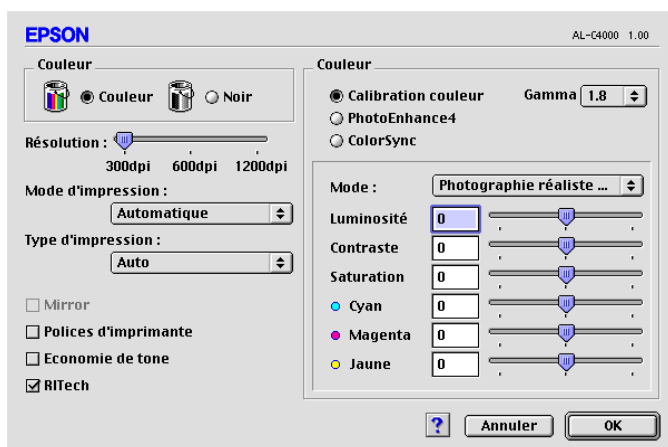 EPSON
AL-C4000 1.00
Couleur
Couleur
Noir
Résolution :
300dpi 600dpi 1200dpi
Mode d'impression :
Automatique
Type d'impression :
Auto
Mirror
Polices d'imprimante
Economie de tone
RITech
Couleur
Calibration couleur
Gamma 1.8
PhotoEnhance4
ColorSync
Mode : Photographie réaliste ...
Luminosité 0
Contraste 0
Saturation 0
Cyan 0
Magenta 0
Jaune 0
? Annuler OK